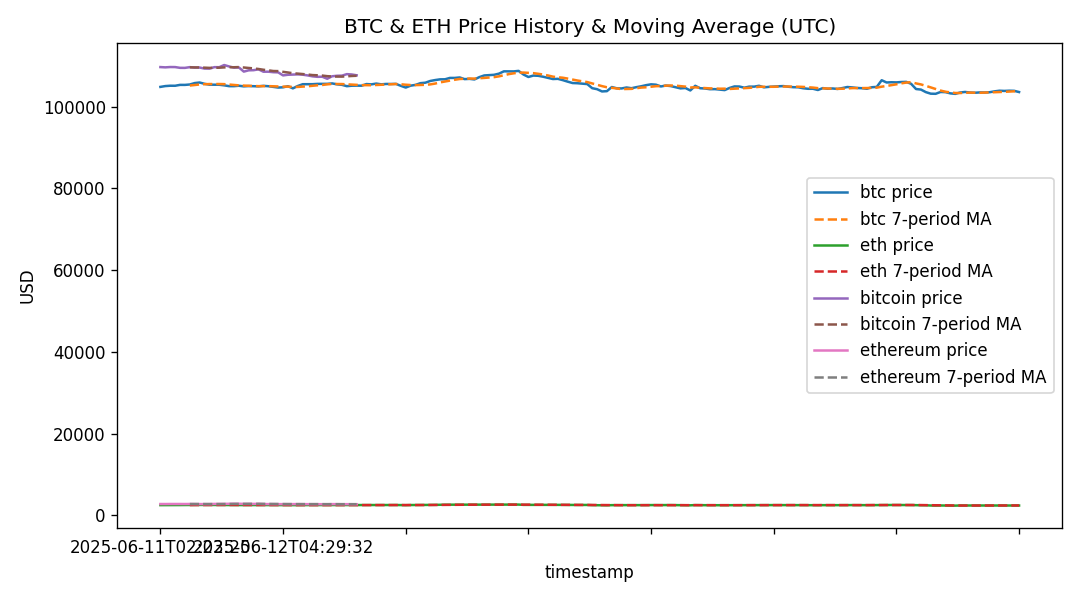 BTC & ETH Price History & Moving Average (UTC)
USD
100000
80000
60000
40000
20000
0
btc price
btc 7-period MA
eth price
eth 7-period MA
bitcoin price
bitcoin 7-period MA
ethereum price
ethereum 7-period MA
2025-06-12T04:29:32
timestamp